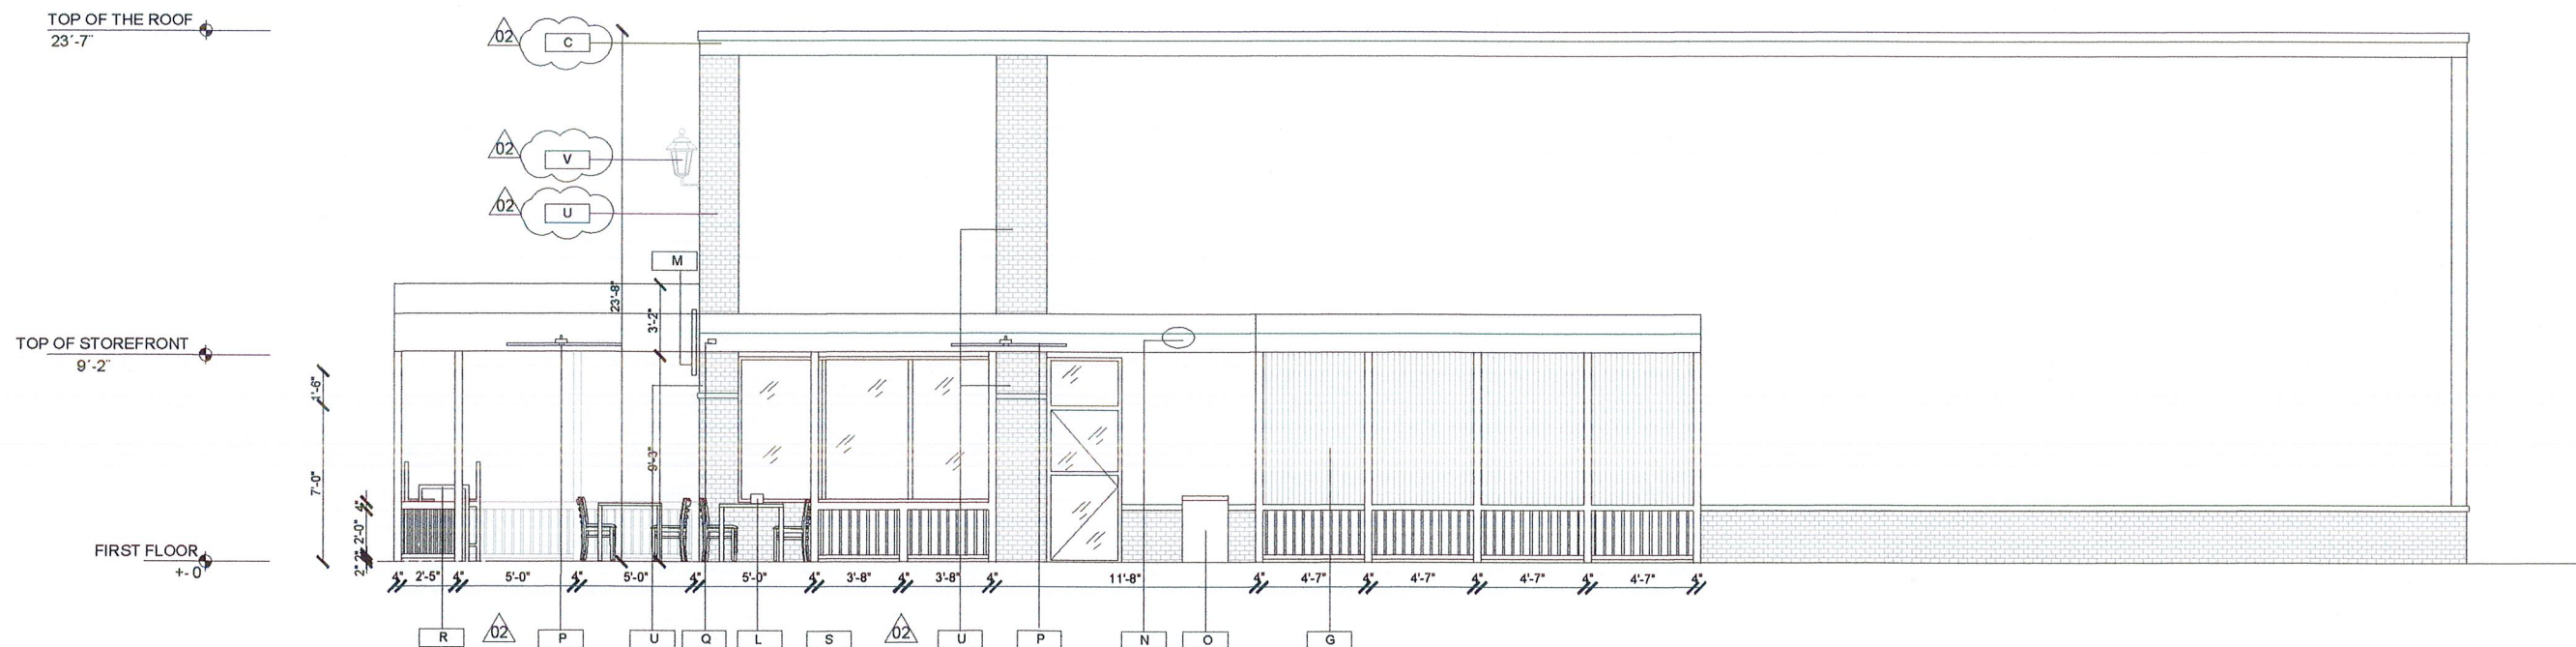 TOP OF THE ROOF
23'-7"
02 C
02 V
02 U
M
23'-8"
3'-2"
TOP OF STOREFRONT
9'-2"
1'-6"
9'-3"
7'-0"
4"
2'-0"
2"
FIRST FLOOR
+- 0
2"
4" 2'-5" 4" 5'-0" 4" 5'-0" 4" 5'-0" 4" 3'-8" 4" 3'-8" 4" 11'-8" 4" 4'-7" 4" 4'-7" 4" 4'-7" 4" 4'-7" 4"
R 02 P U Q L S 02 U P N O G